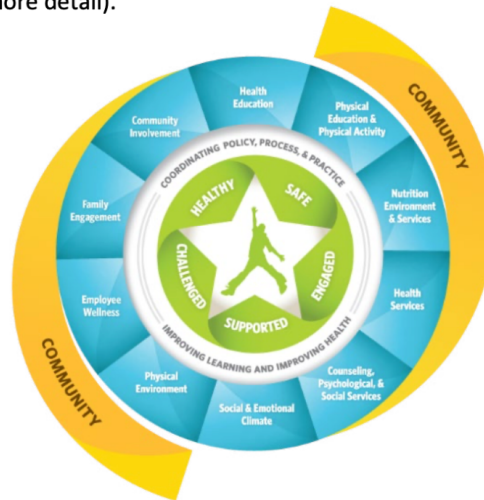 ore detail).
COMMUNITY
Health
Education
Physical
Education &
Physical Activity
Nutrition
Environment
& Services
Health
Services
Counseling,
Psychological, &
Social Services
Social & Emotional
Climate
Physical
Environment
Employee
Wellness
Family
Engagement
Community
Involvement
COORDINATING POLICY, PROCESS, & PRACTICE
HEALTHY
SAFE
ENGAGED
SUPPORTED
CHALLENGED
IMPROVING LEARNING AND IMPROVING HEALTH
COMMUNITY